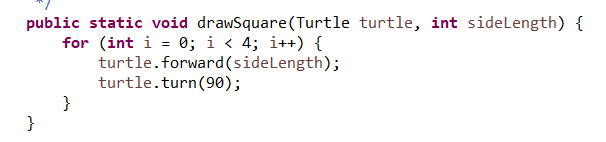 */
public static void drawSquare(Turtle turtle, int sideLength) {
for (int i = 0; i < 4; i++) {
turtle.forward(sideLength);
turtle.turn(90);
}
}